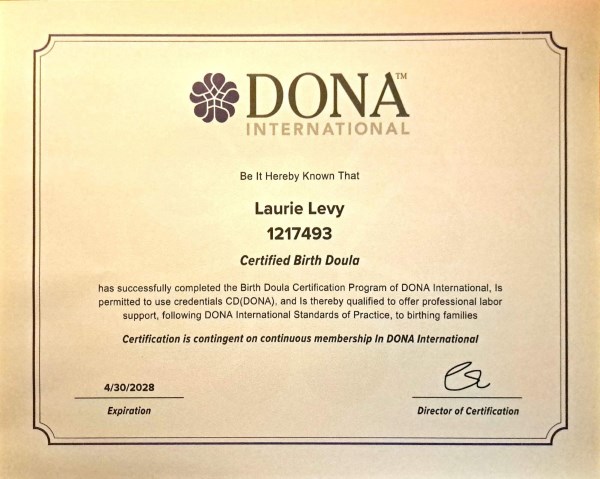 DONA™
INTERNATIONAL
Be It Hereby Known That
Laurie Levy
1217493
Certified Birth Doula
has successfully completed the Birth Doula Certification Program of DONA International, Is
permitted to use credentials CD(DONA), and Is thereby qualified to offer professional labor
support, following DONA International Standards of Practice, to birthing families
Certification is contingent on continuous membership In DONA International
4/30/2028
Expiration
Director of Certification